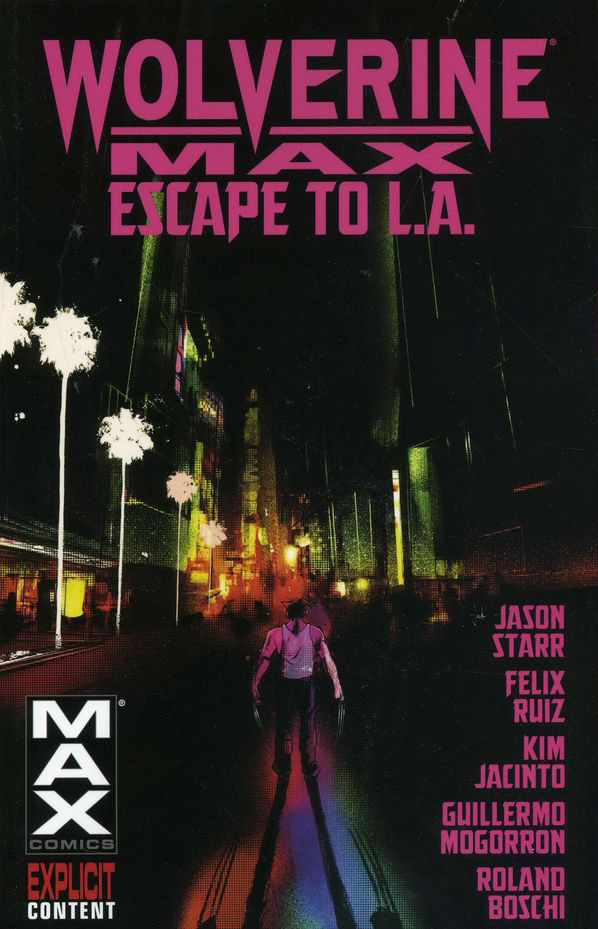 WOLVERINE®
MAX
ESCAPE TO L.A.
JASON
STARR
FELIX
RUIZ
KIM
JACINTO
GUILLERMO
MOGORRON
ROLAND
BOSCHI
MAX®
COMICS
EXPLICIT
CONTENT